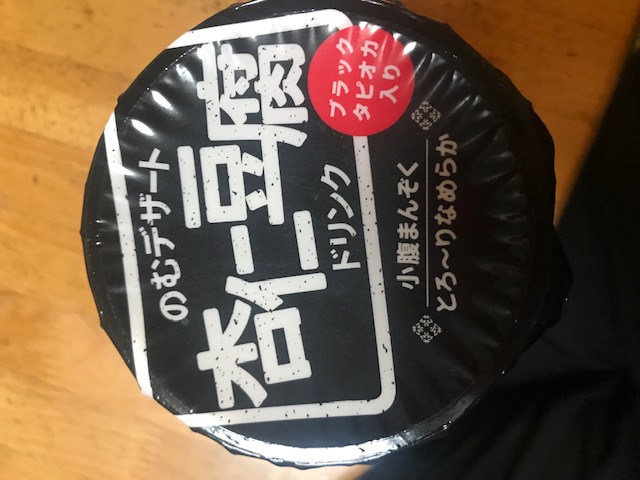 のむデザート
杏仁豆腐
ドリンク
ブラック
タピオカ
入り
小腹まんぞく
とろ〜りなめらか